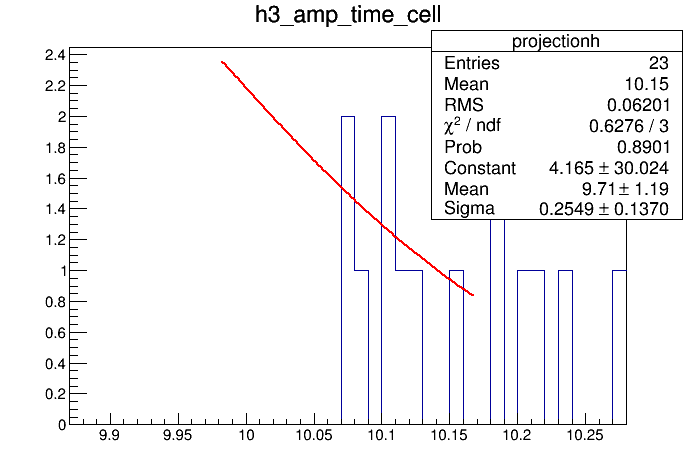 h3_amp_time_cell
projectionh
Entries 23
Mean 10.15
RMS 0.06201
χ² / ndf 0.6276 / 3
Prob 0.8901
Constant 4.165 ± 30.024
Mean 9.71 ± 1.19
Sigma 0.2549 ± 0.1370
2.4
2.2
2
1.8
1.6
1.4
1.2
1
0.8
0.6
0.4
0.2
0
9.9 9.95 10 10.05 10.1 10.15 10.2 10.25